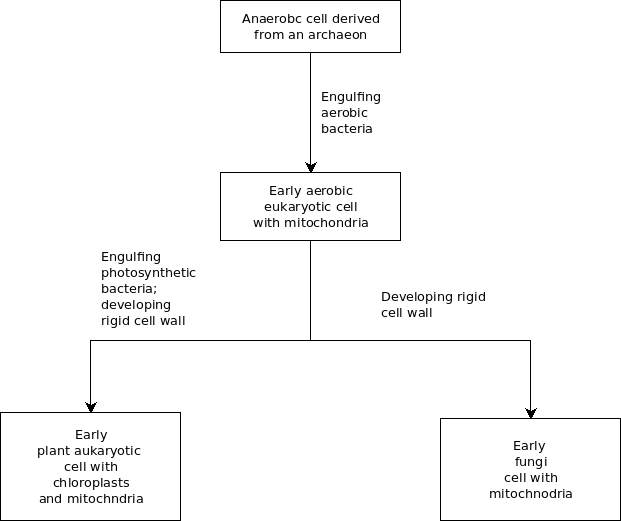 Anaerobc cell derived
from an archaeon
Engulfing
aerobic
bacteria
Early aerobic
eukaryotic cell
with mitochondria
Engulfing
photosynthetic
bacteria;
developing
rigid cell wall
Developing rigid
cell wall
Early
plant aukaryotic
cell with
chloroplasts
and mitochndria
Early
fungi
cell with
mitochnodria